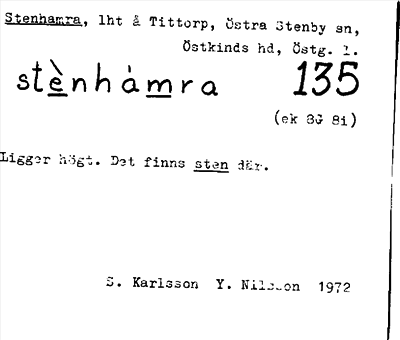 Stenhamra, lht å Tittorp, Östra Stenby sn,
Östkinds hd, Östg. l.
stènhámra 135
(ek 8G 8i)
Ligger högt. Det finns sten där.
S. Karlsson Y. Nilsson 1972